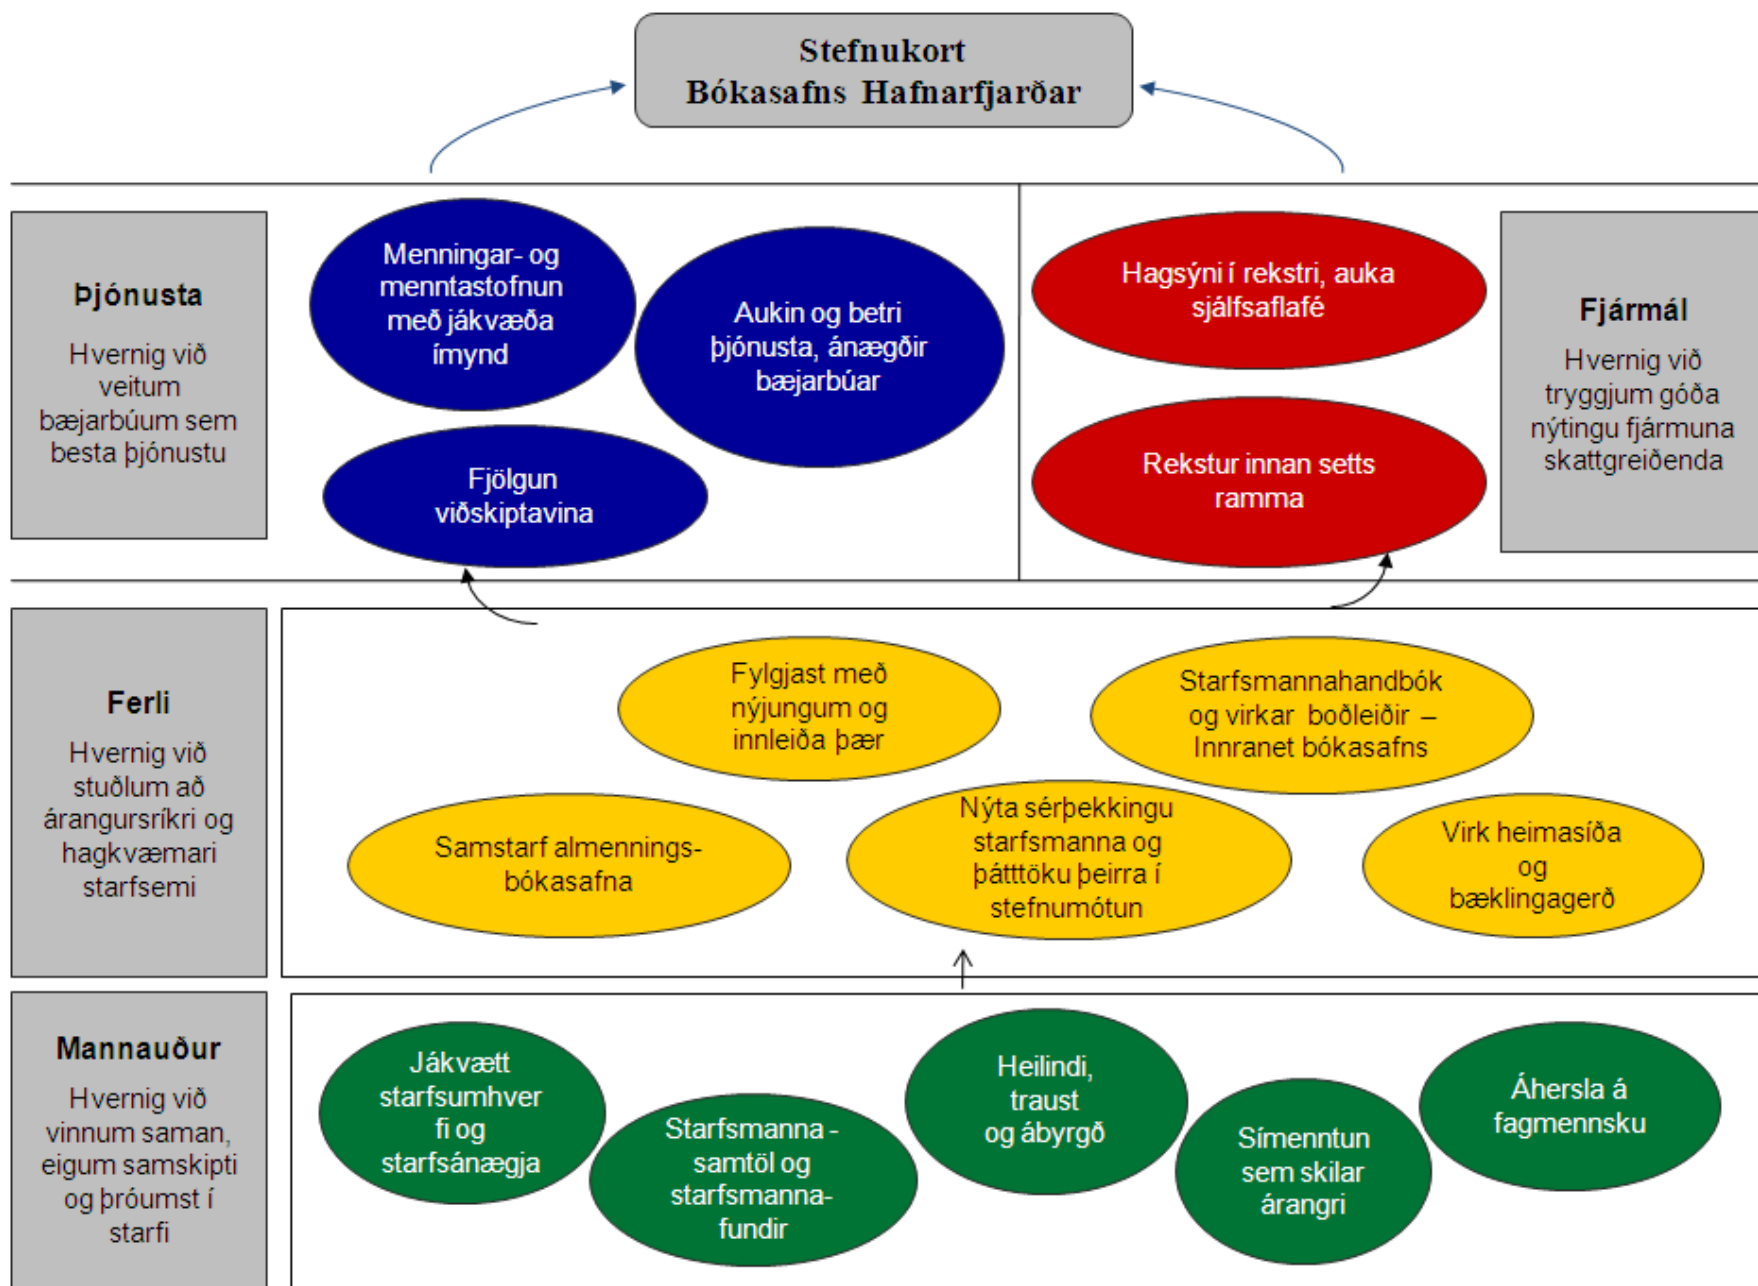 Stefnukort
Bókasafns Hafnarfjarðar
Þjónusta
Hvernig við
veitum
bæjarbúum sem
besta þjónustu
Menningar- og
menntastofnun
með jákvæða
ímynd
Aukin og betri
þjónusta, ánægðir
bæjarbúar
Fjölgun
viðskiptavina
Hagsýni í rekstri, auka
sjálfsaflafé
Rekstur innan setts
ramma
Fjármál
Hvernig við
tryggjum góða
nýtingu fjármuna
skattgreiðenda
Ferli
Hvernig við
stuðlum að
árangursríkri og
hagkvæmari
starfsemi
Fylgjast með
nýjungum og
innleiða þær
Starfsmannahandbók
og virkar boðleiðir –
Innranet bókasafns
Samstarf almennings-
bókasafna
Nýta sérþekkingu
starfsmanna og
þátttöku þeirra í
stefnumótun
Virk heimasíða
og
bæklingagerð
Mannauður
Hvernig við
vinnum saman,
eigum samskipti
og þróumst í
starfi
Jákvætt
starfsumhver
fi og
starfsánægja
Starfsmanna -
samtöl og
starfsmanna-
fundir
Heilindi,
traust
og ábyrgð
Símenntun
sem skilar
árangri
Áhersla á
fagmennsku